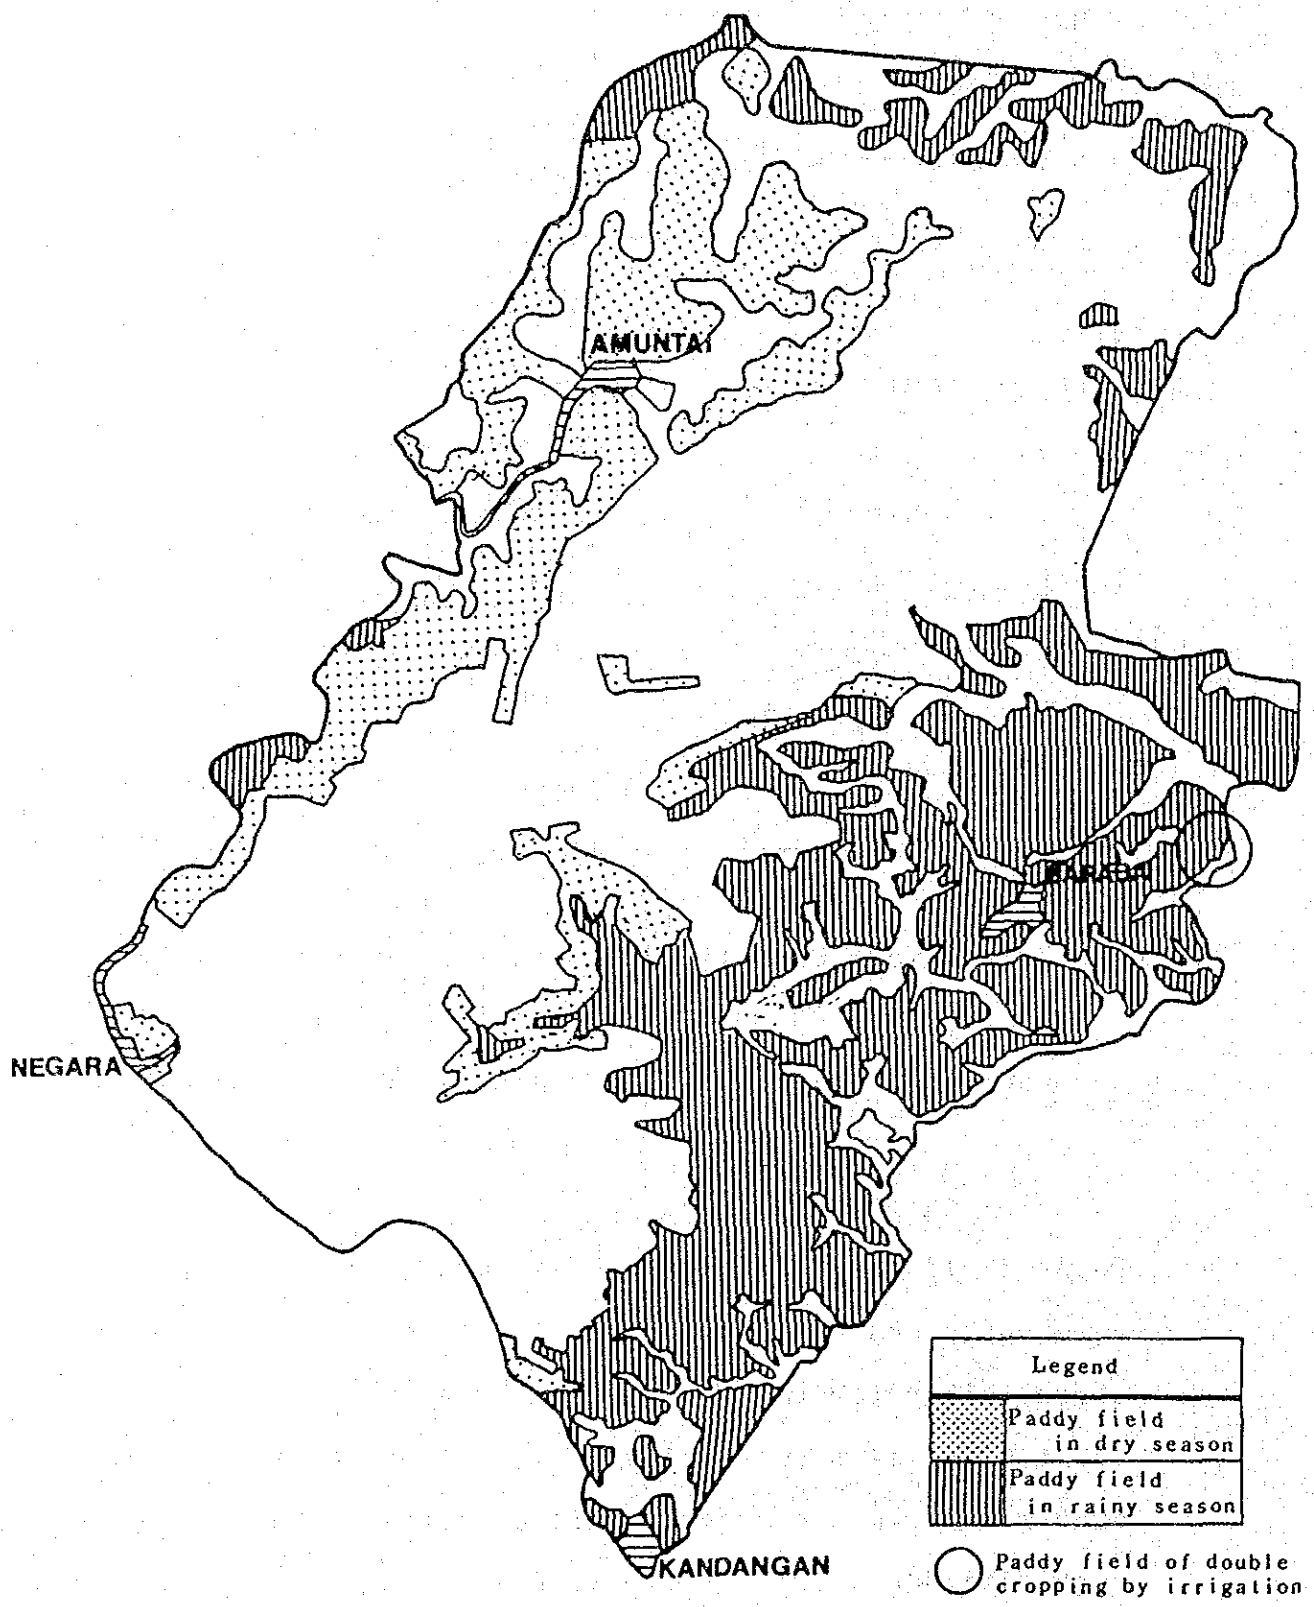 AMUNTAI
NEGARA
KANDANGAN
Legend
Paddy field
in dry season
Paddy field
in rainy season
Paddy field of double
cropping by irrigation